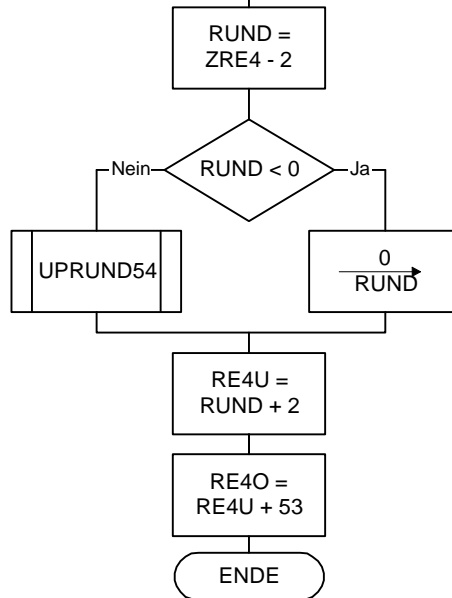 RUND =
ZRE4 - 2
Nein
RUND < 0
Ja
UPRUND54
0
RUND
RE4U =
RUND + 2
RE4O =
RE4U + 53
ENDE